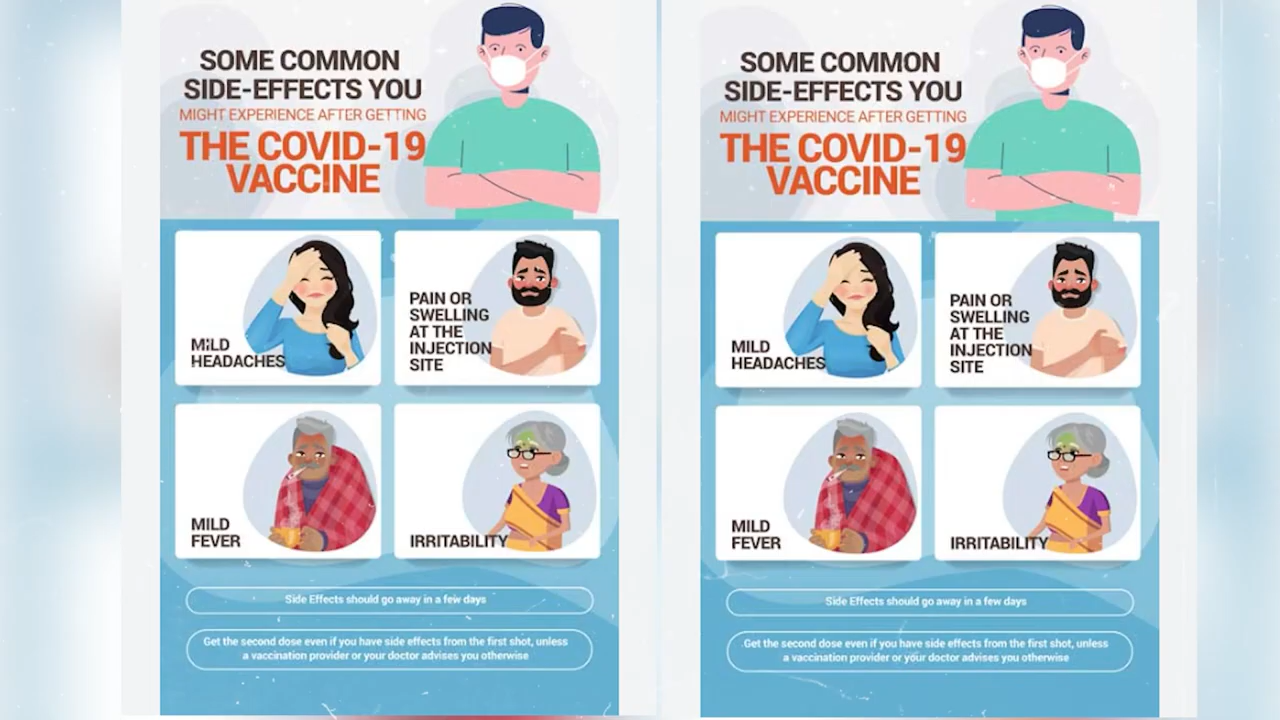 SOME COMMON
SIDE-EFFECTS YOU
MIGHT EXPERIENCE AFTER GETTING
THE COVID-19
VACCINE
MILD
HEADACHES
PAIN OR
SWELLING
AT THE
INJECTION
SITE
MILD
FEVER
IRRITABILITY
Side Effects should go away in a few days
Get the second dose even if you have side effects from the first shot, unless
a vaccination provider or your doctor advises you otherwise
SOME COMMON
SIDE-EFFECTS YOU
MIGHT EXPERIENCE AFTER GETTING
THE COVID-19
VACCINE
MILD
HEADACHES
PAIN OR
SWELLING
AT THE
INJECTION
SITE
MILD
FEVER
IRRITABILITY
Side Effects should go away in a few days
Get the second dose even if you have side effects from the first shot, unless
a vaccination provider or your doctor advises you otherwise